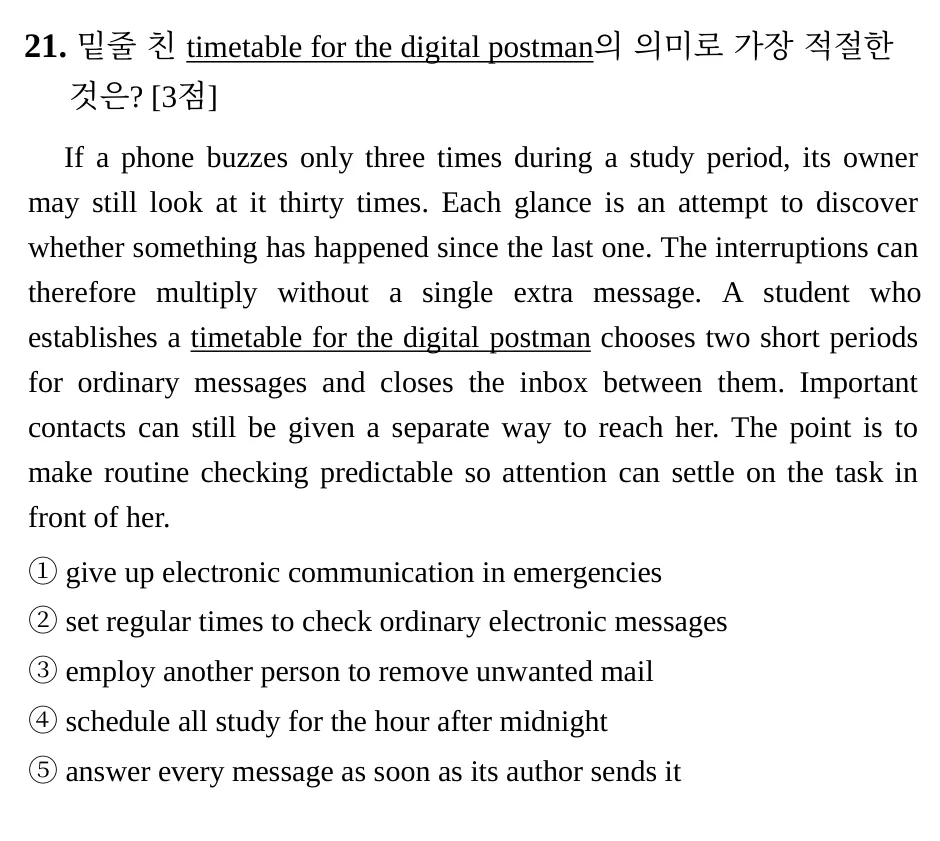 21. 밑줄 친 timetable for the digital postman의 의미로 가장 적절한
것은? [3점]
If a phone buzzes only three times during a study period, its owner
may still look at it thirty times. Each glance is an attempt to discover
whether something has happened since the last one. The interruptions can
therefore multiply without a single extra message. A student who
establishes a timetable for the digital postman chooses two short periods
for ordinary messages and closes the inbox between them. Important
contacts can still be given a separate way to reach her. The point is to
make routine checking predictable so attention can settle on the task in
front of her.
① give up electronic communication in emergencies
② set regular times to check ordinary electronic messages
③ employ another person to remove unwanted mail
④ schedule all study for the hour after midnight
⑤ answer every message as soon as its author sends it